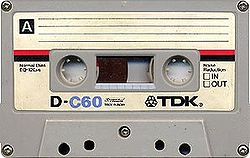 A
Normal Bias
EQ-120µs
Noise
Reduction
IN
OUT
D-C60
TDK